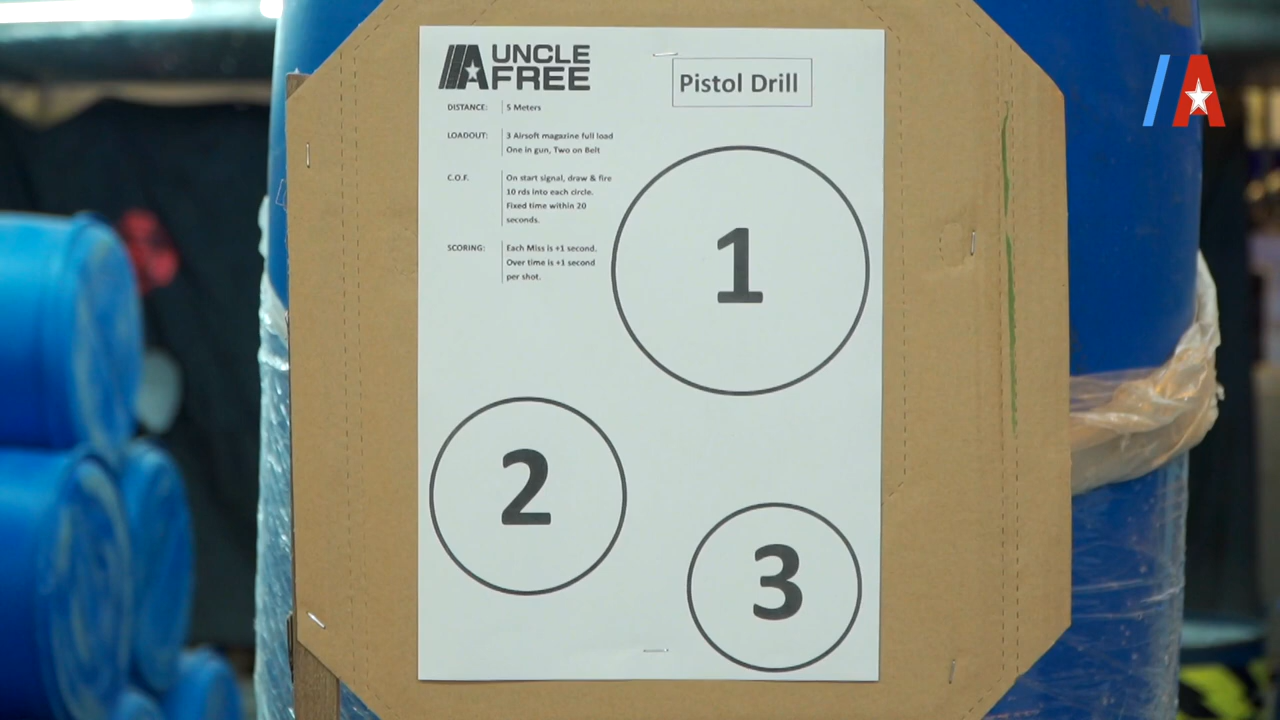 UNCLE
FREE
Pistol Drill
DISTANCE: 5 Meters
LOADOUT: 3 Airsoft magazine full load
One in gun, Two on Belt
C.O.F. On start signal, draw & fire
10 rds into each circle.
Fixed time within 20
seconds.
SCORING: Each Miss is +1 second.
Over time is +1 second
per shot.
1
2
3